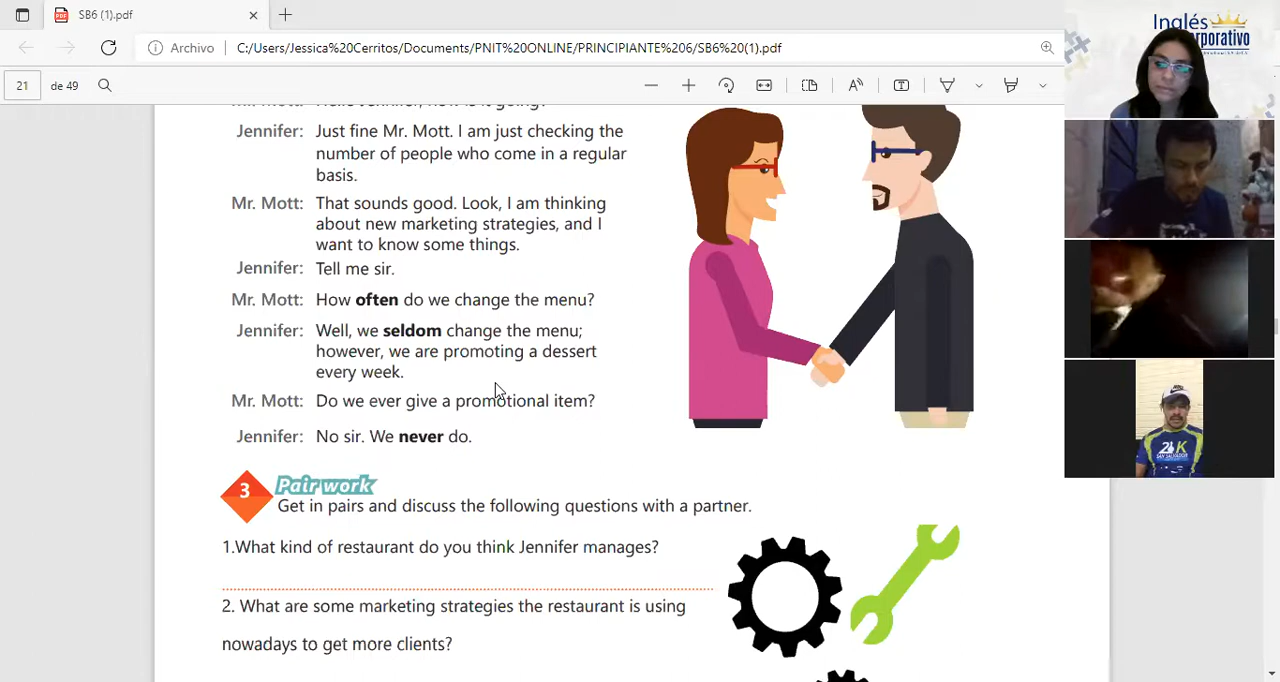 SB6 (1).pdf
Archivo
C:/Users/Jessica%20Cerritos/Documents/PNIT%20ONLINE/PRINCIPIANTE%206/SB6%20(1).pdf
21 de 49
Jennifer: Just fine Mr. Mott. I am just checking the
number of people who come in a regular
basis.
Mr. Mott: That sounds good. Look, I am thinking
about new marketing strategies, and I
want to know some things.
Jennifer: Tell me sir.
Mr. Mott: How often do we change the menu?
Jennifer: Well, we seldom change the menu;
however, we are promoting a dessert
every week.
Mr. Mott: Do we ever give a promotional item?
Jennifer: No sir. We never do.
3 Pair work
Get in pairs and discuss the following questions with a partner.
1.What kind of restaurant do you think Jennifer manages?
2. What are some marketing strategies the restaurant is using
nowadays to get more clients?
Inglés
SAN SALVADOR